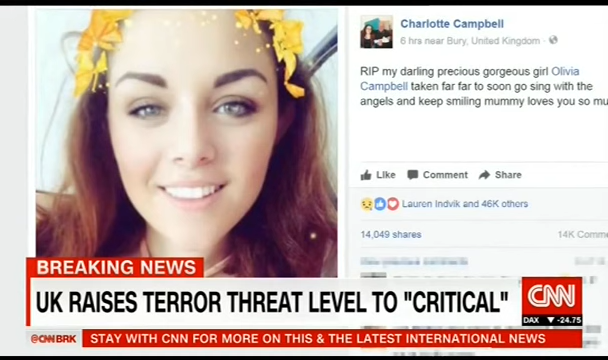 Charlotte Campbell
6 hrs near Bury, United Kingdom ·
RIP my darling precious gorgeous girl Olivia
Campbell taken far far to soon go sing with the
angels and keep smiling mummy loves you so mu
Like Comment Share
Lauren Indvik and 46K others
14,049 shares
14K Comme
BREAKING NEWS
UK RAISES TERROR THREAT LEVEL TO "CRITICAL"
CNN
DAX ▼ -24.75
@CNNBRK STAY WITH CNN FOR MORE ON THIS & THE LATEST INTERNATIONAL NEWS